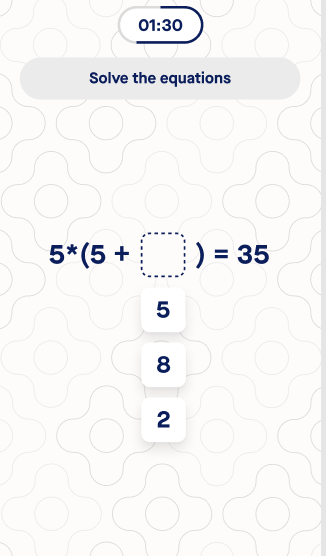 01:30
Solve the equations
5*(5 + ) = 35
5
8
2